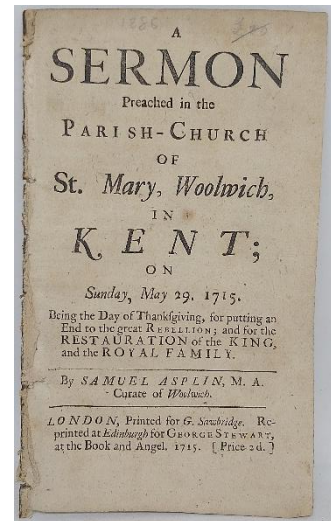 A
SERMON
Preached in the
PARISH-CHURCH
OF
St. Mary, Woolwich,
IN
KENT;
ON
Sunday, May 29. 1715.
Being the Day of Thanksgiving, for putting an
End to the great REBELLION; and for the
RESTAURATION of the KING,
and the ROYAL FAMILY.
By SAMUEL ASPLIN, M. A.
Curate of Woolwich.
LONDON, Printed for G. Sawbridge. Re-
printed at Edinburgh for GEORGE STEWART,
at the Book and Angel. 1715. [Price 2d.]